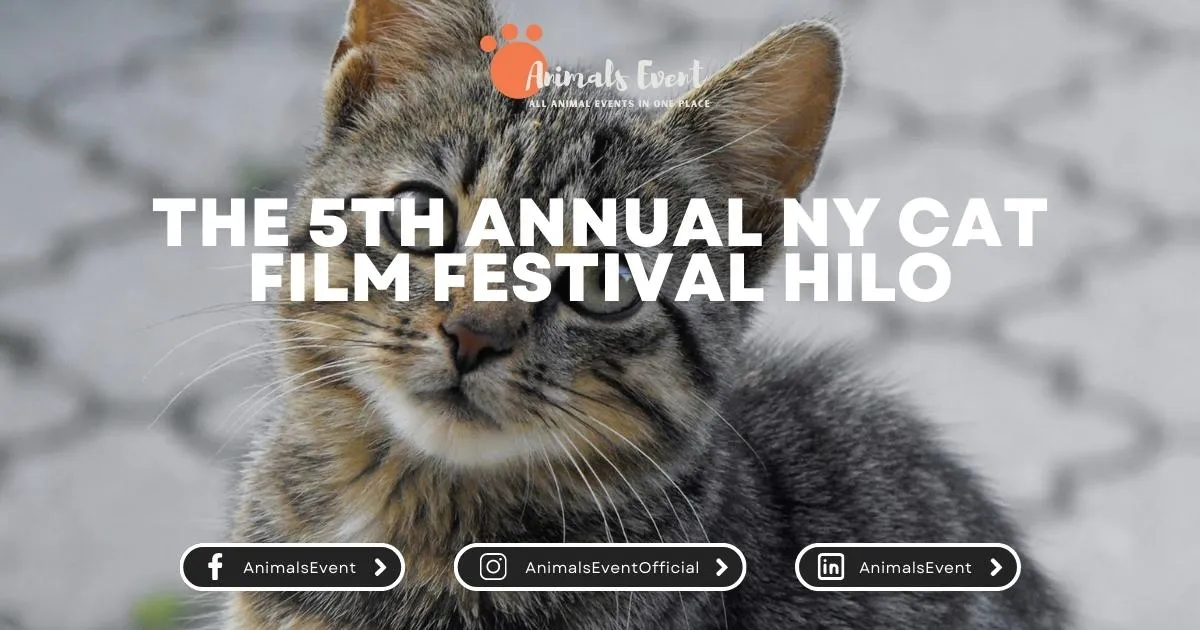 Animals Event
ALL ANIMAL EVENTS IN ONE PLACE
THE 5TH ANNUAL NY CAT
FILM FESTIVAL HILO
AnimalsEvent
AnimalsEventOfficial
AnimalsEvent